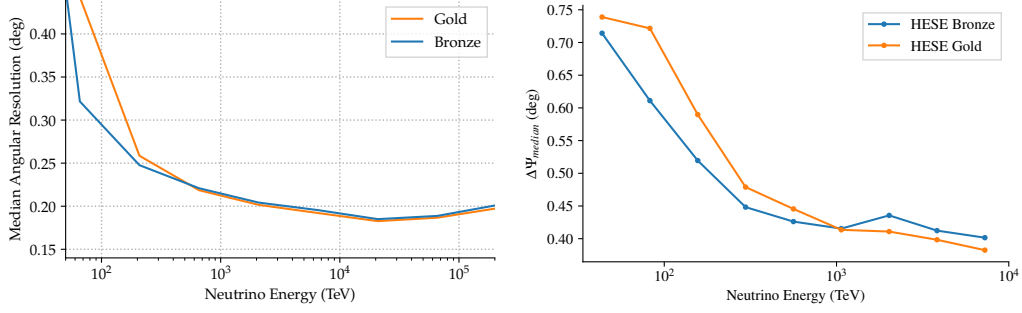 Median Angular Resolution (deg)
0.40
0.35
0.30
0.25
0.20
0.15
Gold
Bronze
10²
10³
10⁴
10⁵
Neutrino Energy (TeV)
ΔΨmedian (deg)
0.75
0.70
0.65
0.60
0.55
0.50
0.45
0.40
HESE Bronze
HESE Gold
10²
10³
10⁴
Neutrino Energy (TeV)